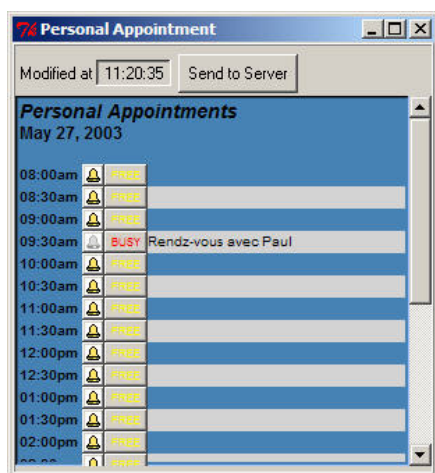 Personal Appointment
Modified at 11:20:35 Send to Server
Personal Appointments
May 27, 2003
08:00am FREE
08:30am FREE
09:00am FREE
09:30am BUSY Rendz-vous avec Paul
10:00am FREE
10:30am FREE
11:00am FREE
11:30am FREE
12:00pm FREE
12:30pm FREE
01:00pm FREE
01:30pm FREE
02:00pm FREE